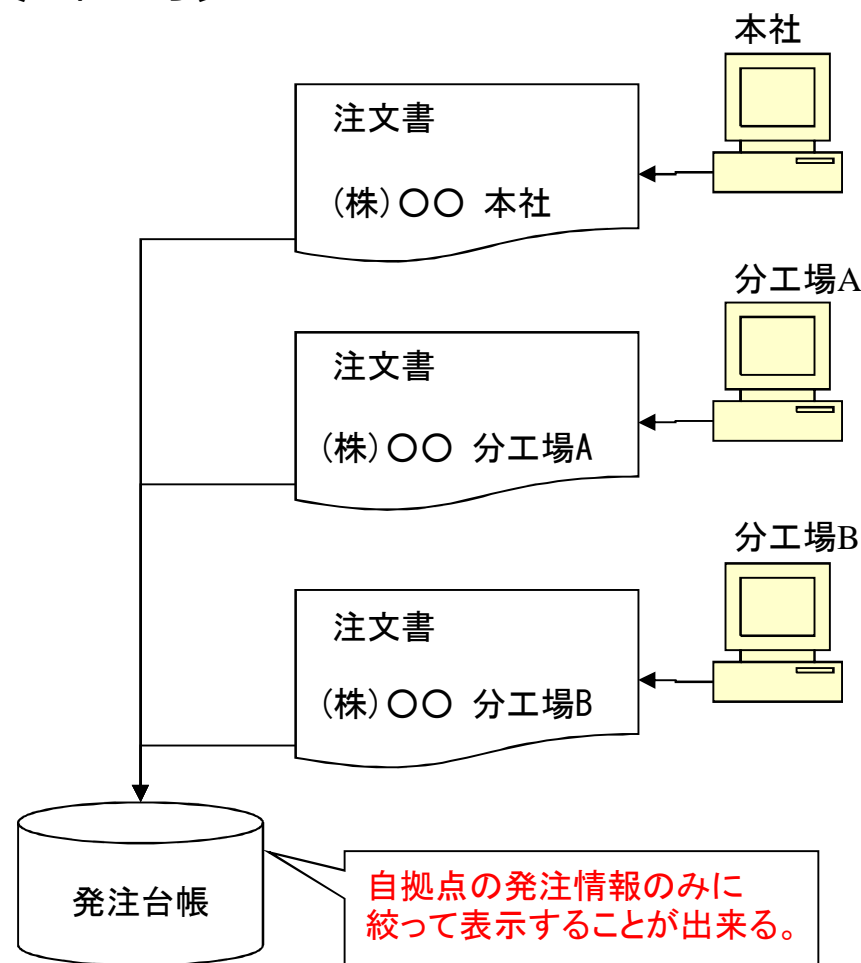 本社
注文書
(株)○○ 本社
分工場A
注文書
(株)○○ 分工場A
分工場B
注文書
(株)○○ 分工場B
発注台帳
自拠点の発注情報のみに
絞って表示することが出来る。